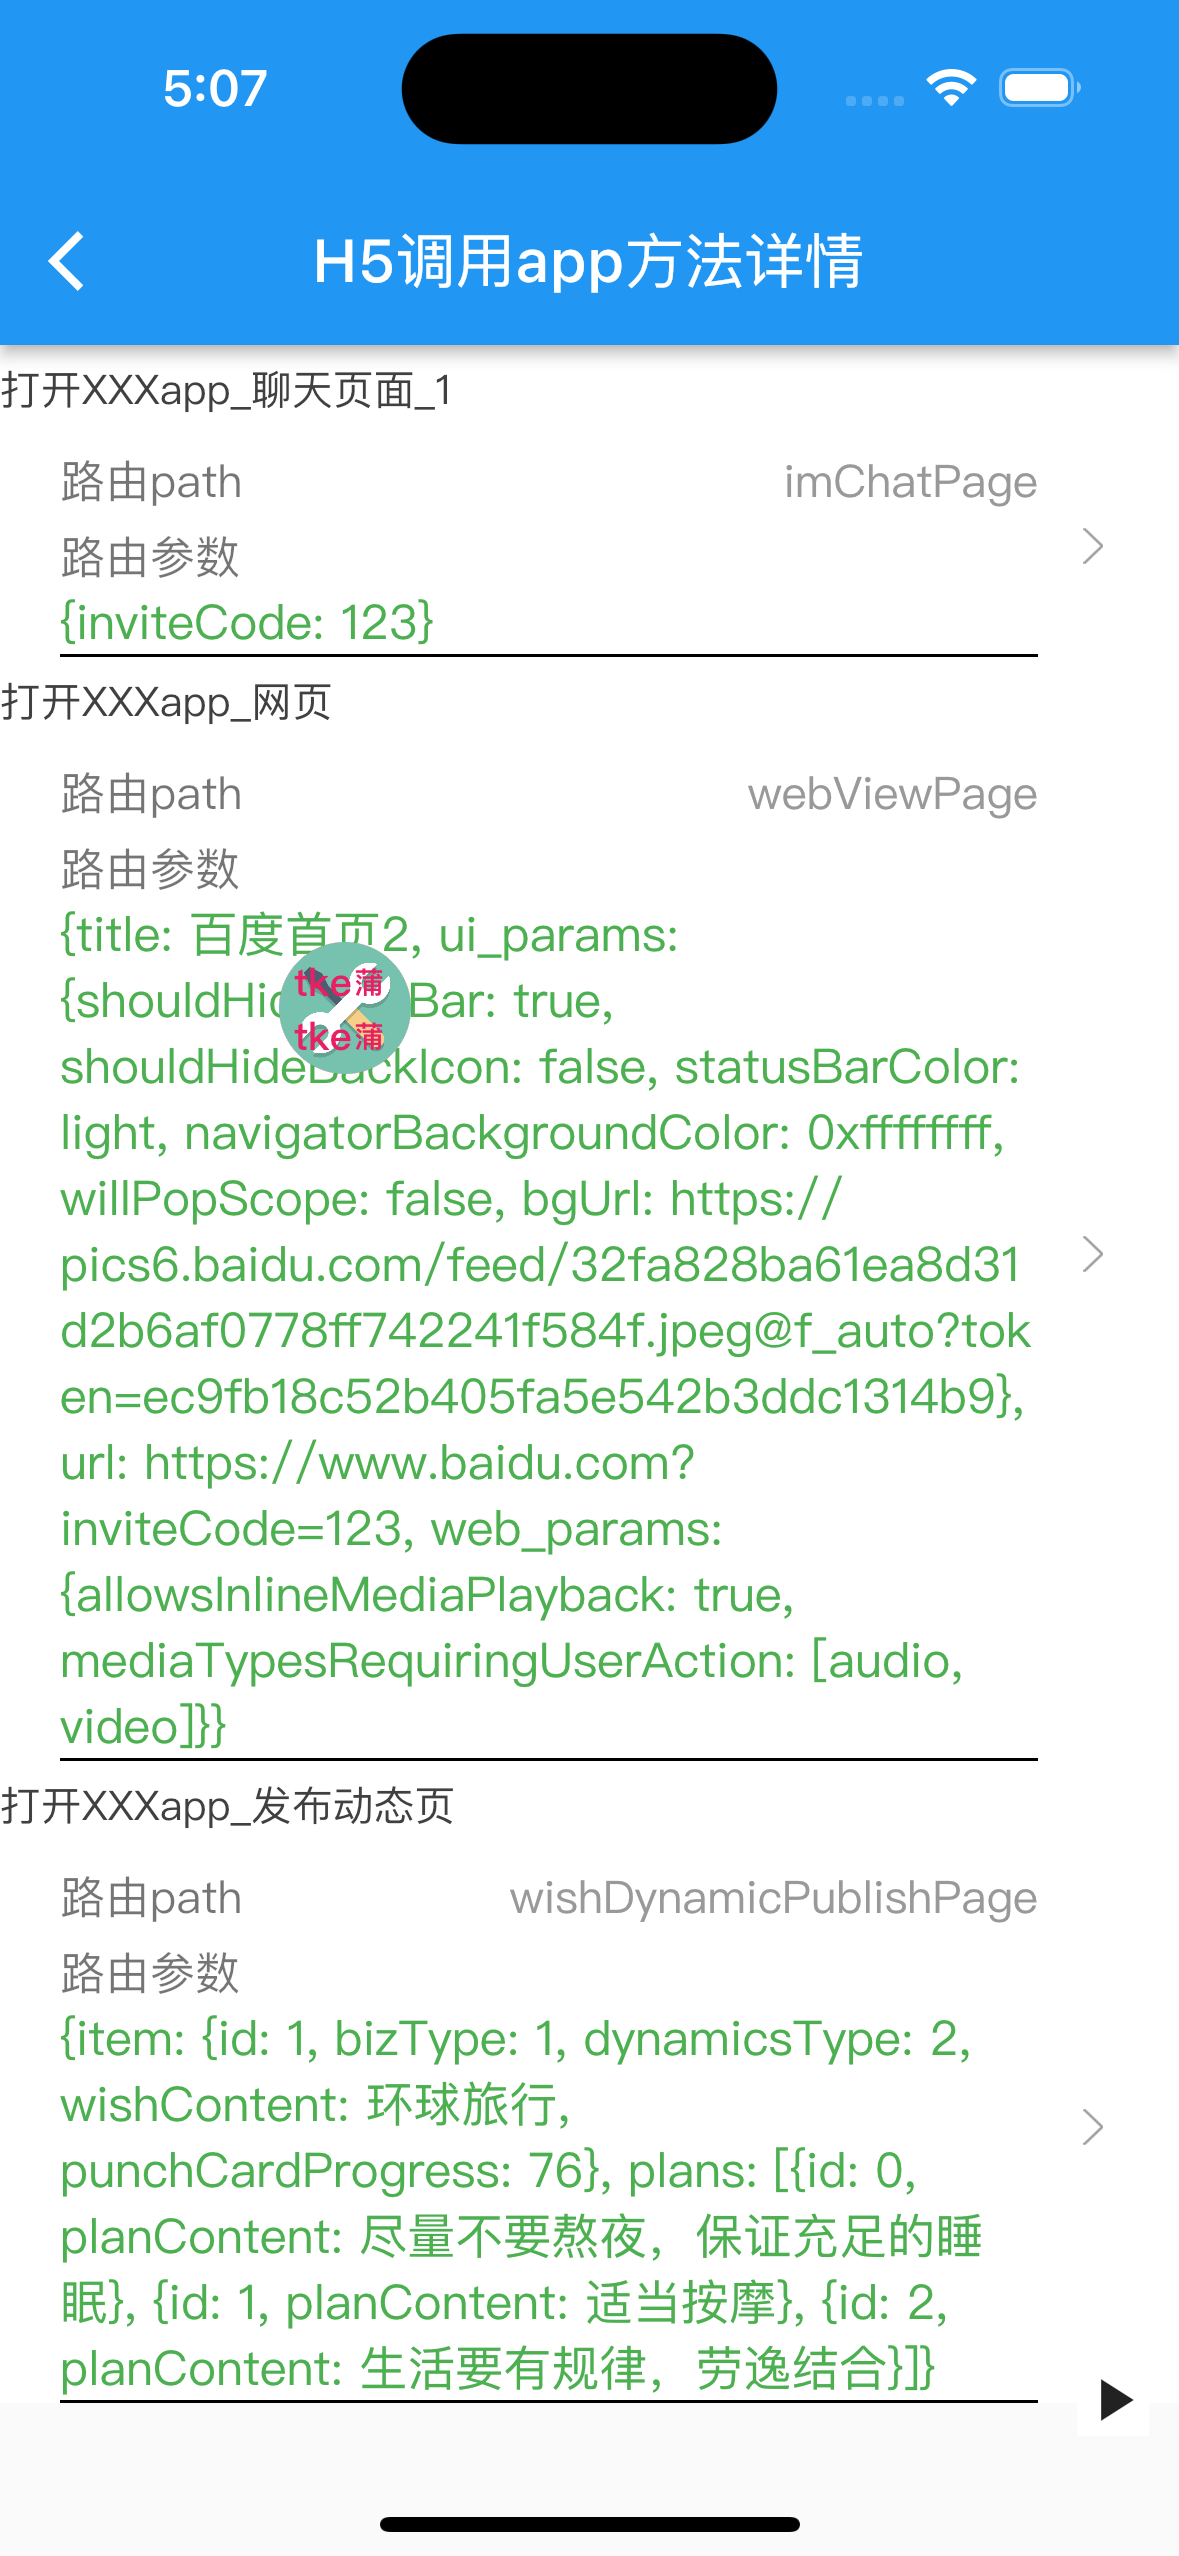 5:07
H5调用app方法详情
打开XXXapp_聊天页面_1
路由path imChatPage
路由参数
{inviteCode: 123}
打开XXXapp_网页
路由path webViewPage
路由参数
{title: 百度首页2, ui_params:
{shouldHid Bar: true,
tke蒲
tke蒲
shouldHideBackIcon: false, statusBarColor:
light, navigatorBackgroundColor: 0xffffffff,
willPopScope: false, bgUrl: https://
pics6.baidu.com/feed/32fa828ba61ea8d31
d2b6af0778ff742241f584f.jpeg@f_auto?tok
en=ec9fb18c52b405fa5e542b3ddc1314b9},
url: https://www.baidu.com?
inviteCode=123, web_params:
{allowsInlineMediaPlayback: true,
mediaTypesRequiringUserAction: [audio,
video]}}
打开XXXapp_发布动态页
路由path wishDynamicPublishPage
路由参数
{item: {id: 1, bizType: 1, dynamicsType: 2,
wishContent: 环球旅行,
punchCardProgress: 76}, plans: [{id: 0,
planContent: 尽量不要熬夜，保证充足的睡
眠}, {id: 1, planContent: 适当按摩}, {id: 2,
planContent: 生活要有规律，劳逸结合}]}